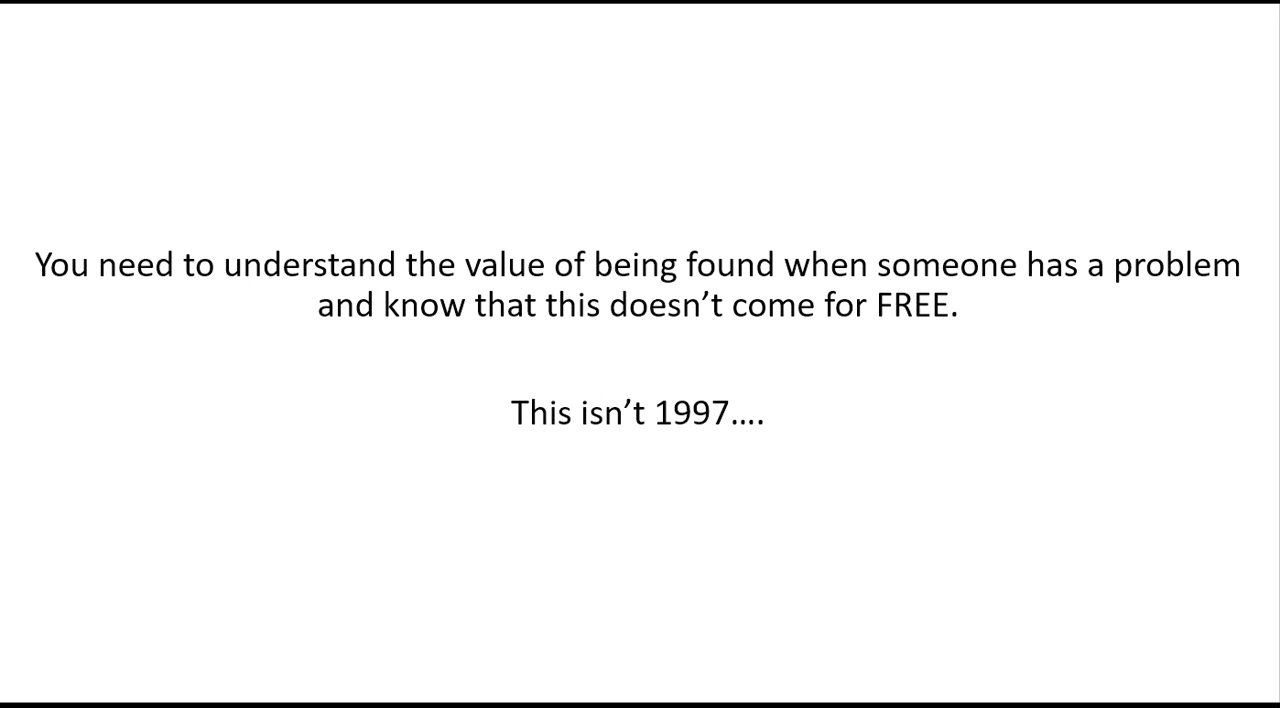 You need to understand the value of being found when someone has a problem
and know that this doesn’t come for FREE.
This isn’t 1997….